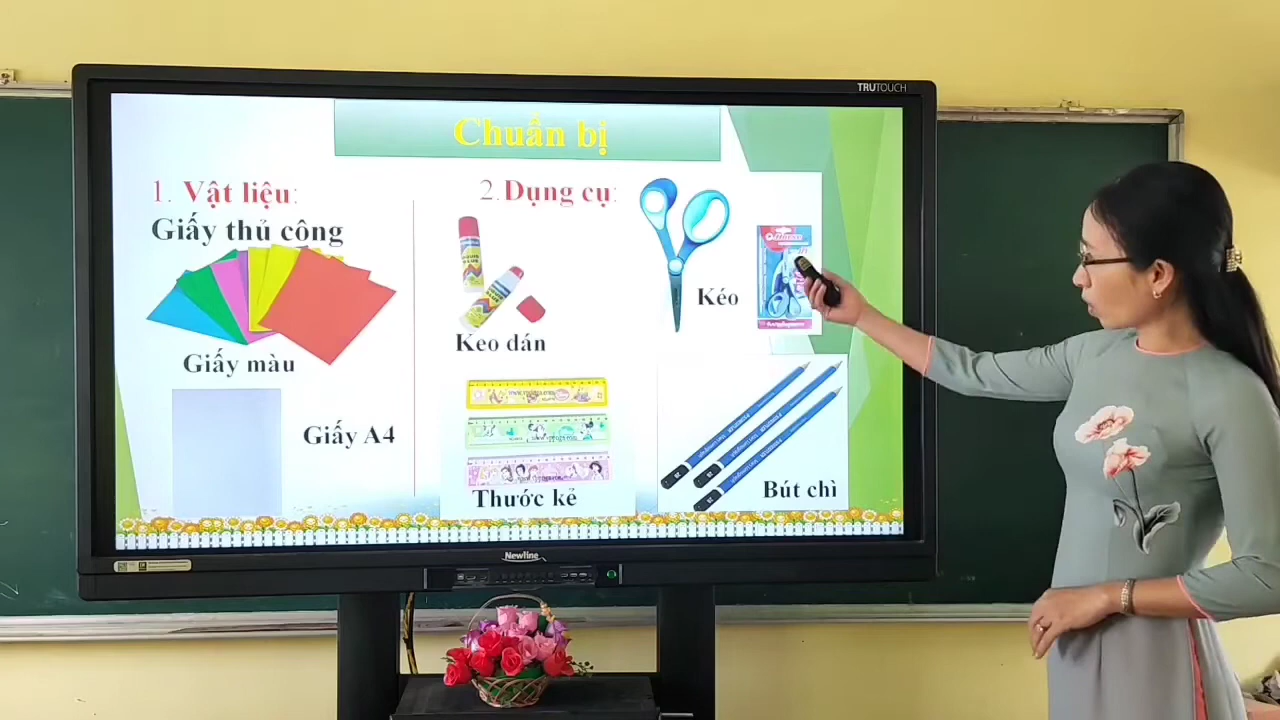 TRUTOUCH
Chuẩn bị
1. Vật liệu:
Giấy thủ công
Giấy màu
Giấy A4
2. Dụng cụ:
Keo dán
Kéo
Thước kẻ
Bút chì
Newline